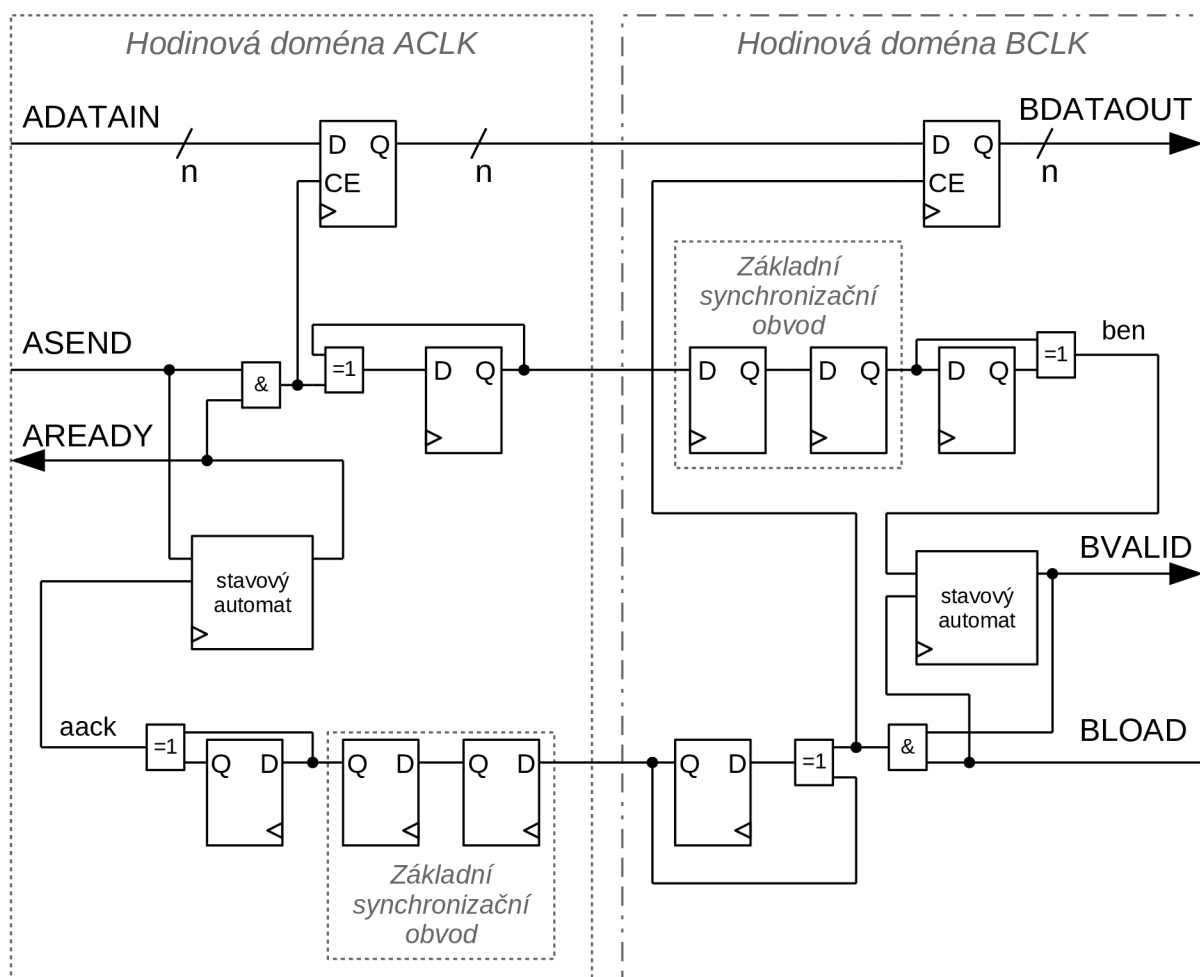 Hodinová doména ACLK
Hodinová doména BCLK
ADATAIN
n
D Q
CE
n
D Q
CE
BDATAOUT
n
Základní
synchronizační
obvod
ASEND
&
=1
D Q
D Q
D Q
D Q
=1
ben
AREADY
stavový
automat
stavový
automat
BVALID
aack
=1
Q D
Q D
Q D
Q D
=1
&
BLOAD
Základní
synchronizační
obvod